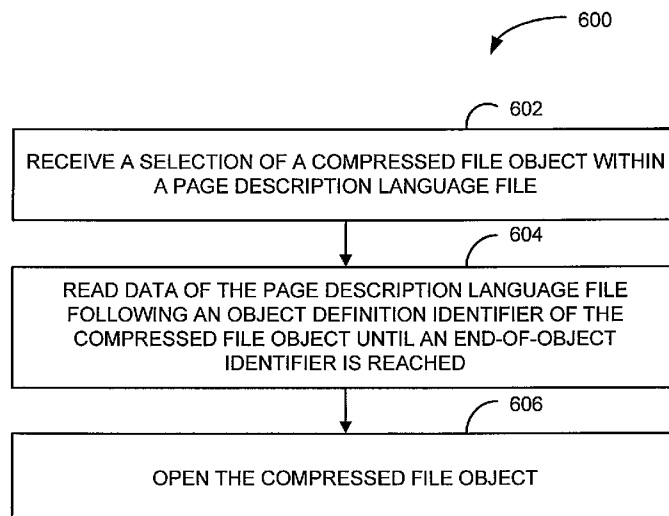 600
602
RECEIVE A SELECTION OF A COMPRESSED FILE OBJECT WITHIN
A PAGE DESCRIPTION LANGUAGE FILE
604
READ DATA OF THE PAGE DESCRIPTION LANGUAGE FILE
FOLLOWING AN OBJECT DEFINITION IDENTIFIER OF THE
COMPRESSED FILE OBJECT UNTIL AN END-OF-OBJECT
IDENTIFIER IS REACHED
606
OPEN THE COMPRESSED FILE OBJECT